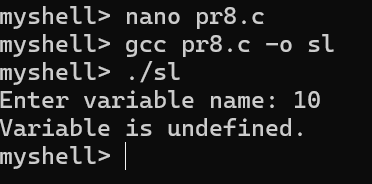 myshell> nano pr8.c
myshell> gcc pr8.c -o sl
myshell> ./sl
Enter variable name: 10
Variable is undefined.
myshell>